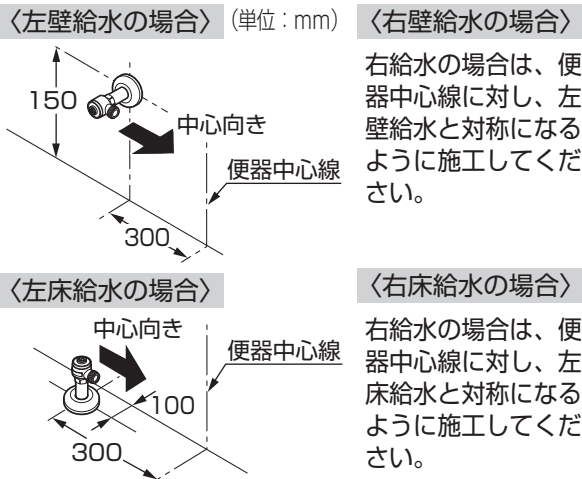 〈左壁給水の場合〉（単位：mm）
150
中心向き
便器中心線
300
〈右壁給水の場合〉
右給水の場合は、便
器中心線に対し、左
壁給水と対称になる
ように施工してくだ
さい。
〈左床給水の場合〉
中心向き
便器中心線
100
300
〈右床給水の場合〉
右給水の場合は、便
器中心線に対し、左
床給水と対称になる
ように施工してくだ
さい。